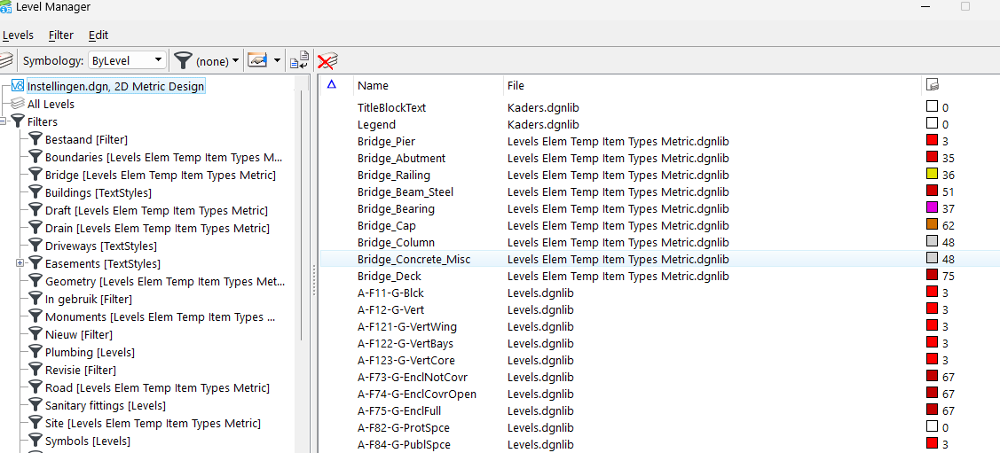 Level Manager
Levels Filter Edit
Symbology: ByLevel (none)
Instellingen.dgn, 2D Metric Design
All Levels
Filters
Bestaand [Filter]
Boundaries [Levels Elem Temp Item Types M...
Bridge [Levels Elem Temp Item Types Metric]
Buildings [TextStyles]
Draft [Levels Elem Temp Item Types Metric]
Drain [Levels Elem Temp Item Types Metric]
Driveways [TextStyles]
Easements [TextStyles]
Geometry [Levels Elem Temp Item Types Met...
In gebruik [Filter]
Monuments [Levels Elem Temp Item Types ...
Nieuw [Filter]
Plumbing [Levels]
Revisie [Filter]
Road [Levels Elem Temp Item Types Metric]
Sanitary fittings [Levels]
Site [Levels Elem Temp Item Types Metric]
Symbols [Levels]
Name File
TitleBlockText Kaders.dgnlib 0
Legend Kaders.dgnlib 0
Bridge_Pier Levels Elem Temp Item Types Metric.dgnlib 3
Bridge_Abutment Levels Elem Temp Item Types Metric.dgnlib 35
Bridge_Railing Levels Elem Temp Item Types Metric.dgnlib 36
Bridge_Beam_Steel Levels Elem Temp Item Types Metric.dgnlib 51
Bridge_Bearing Levels Elem Temp Item Types Metric.dgnlib 37
Bridge_Cap Levels Elem Temp Item Types Metric.dgnlib 62
Bridge_Column Levels Elem Temp Item Types Metric.dgnlib 48
Bridge_Concrete_Misc Levels Elem Temp Item Types Metric.dgnlib 48
Bridge_Deck Levels Elem Temp Item Types Metric.dgnlib 75
A-F11-G-Blck Levels.dgnlib 3
A-F12-G-Vert Levels.dgnlib 3
A-F121-G-VertWing Levels.dgnlib 3
A-F122-G-VertBays Levels.dgnlib 3
A-F123-G-VertCore Levels.dgnlib 3
A-F73-G-EnclNotCovr Levels.dgnlib 67
A-F74-G-EnclCovrOpen Levels.dgnlib 67
A-F75-G-EnclFull Levels.dgnlib 67
A-F82-G-ProtSpce Levels.dgnlib 0
A-F84-G-PublSpce Levels.dgnlib 3